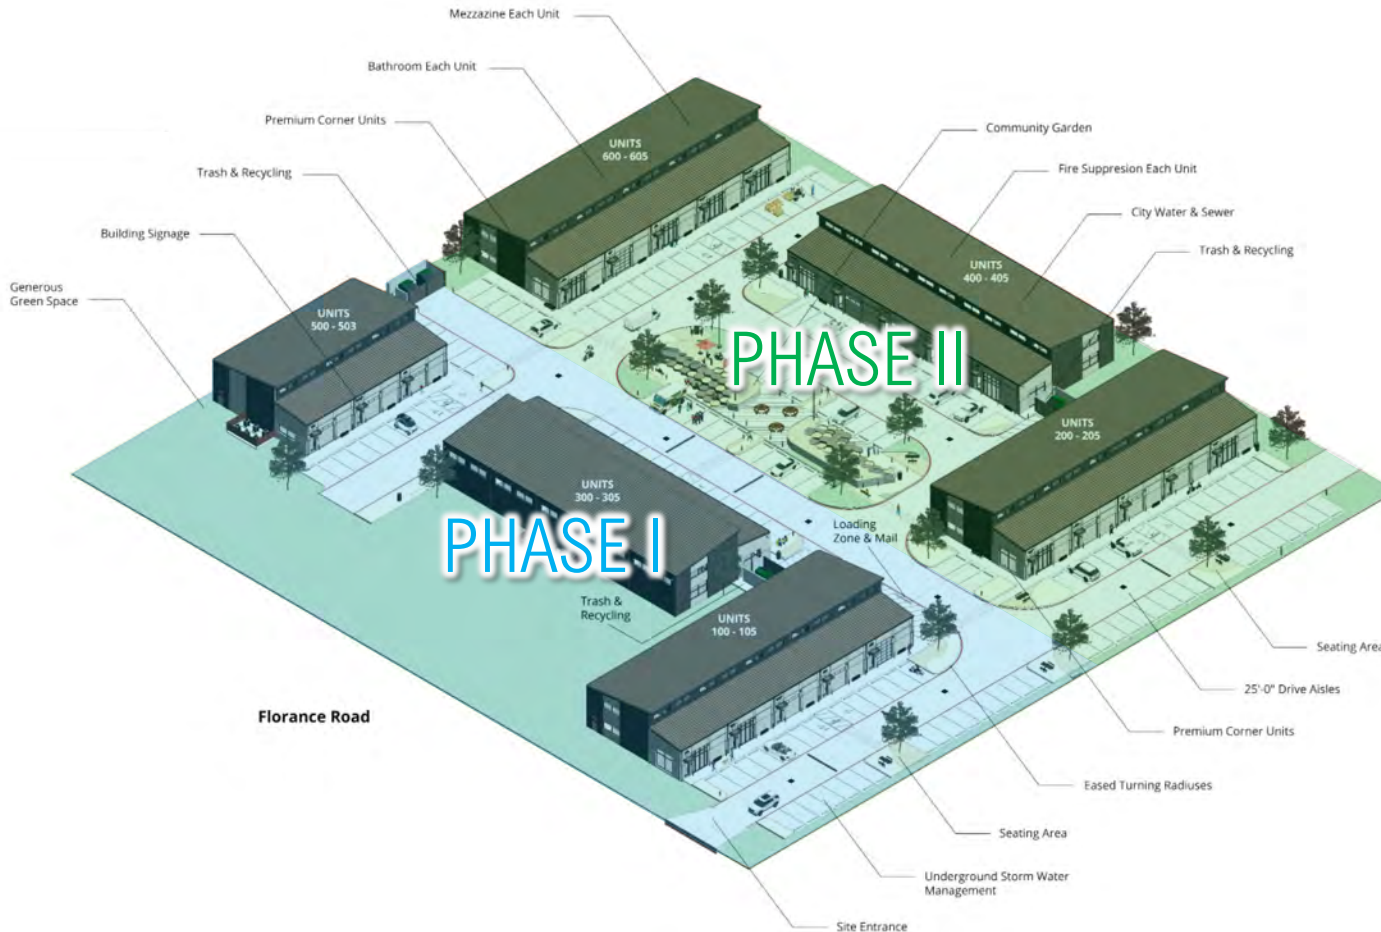 Mezzazine Each Unit
Bathroom Each Unit
Premium Corner Units
Trash & Recycling
Building Signage
Generous
Green Space
UNITS
600 - 605
Community Garden
Fire Suppresion Each Unit
City Water & Sewer
Trash & Recycling
UNITS
400 - 405
UNITS
500 - 503
PHASE II
UNITS
200 - 205
UNITS
300 - 305
PHASE I
Loading
Zone & Mail
Trash &
Recycling
UNITS
100 - 105
Florance Road
Seating Area
25'-0" Drive Aisles
Premium Corner Units
Eased Turning Radiuses
Seating Area
Underground Storm Water
Management
Site Entrance